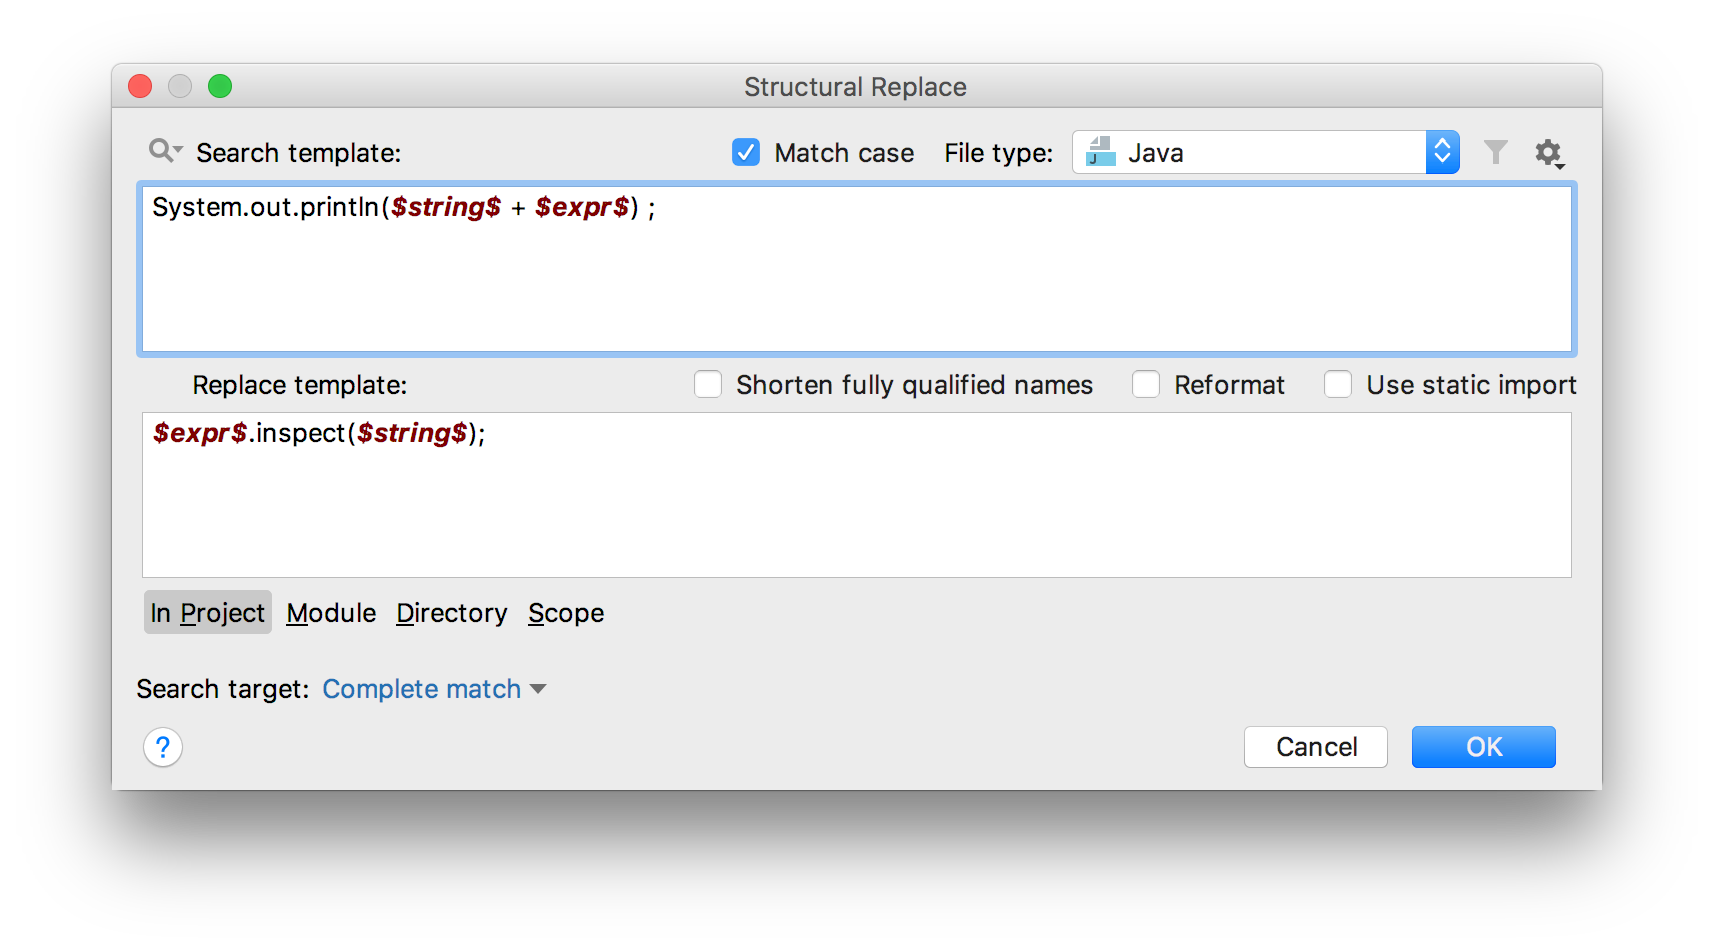 Structural Replace
Search template: Match case File type: J Java
System.out.println($string$ + $expr$) ;
Replace template: Shorten fully qualified names Reformat Use static import
$expr$.inspect($string$);
In Project Module Directory Scope
Search target: Complete match
? Cancel OK